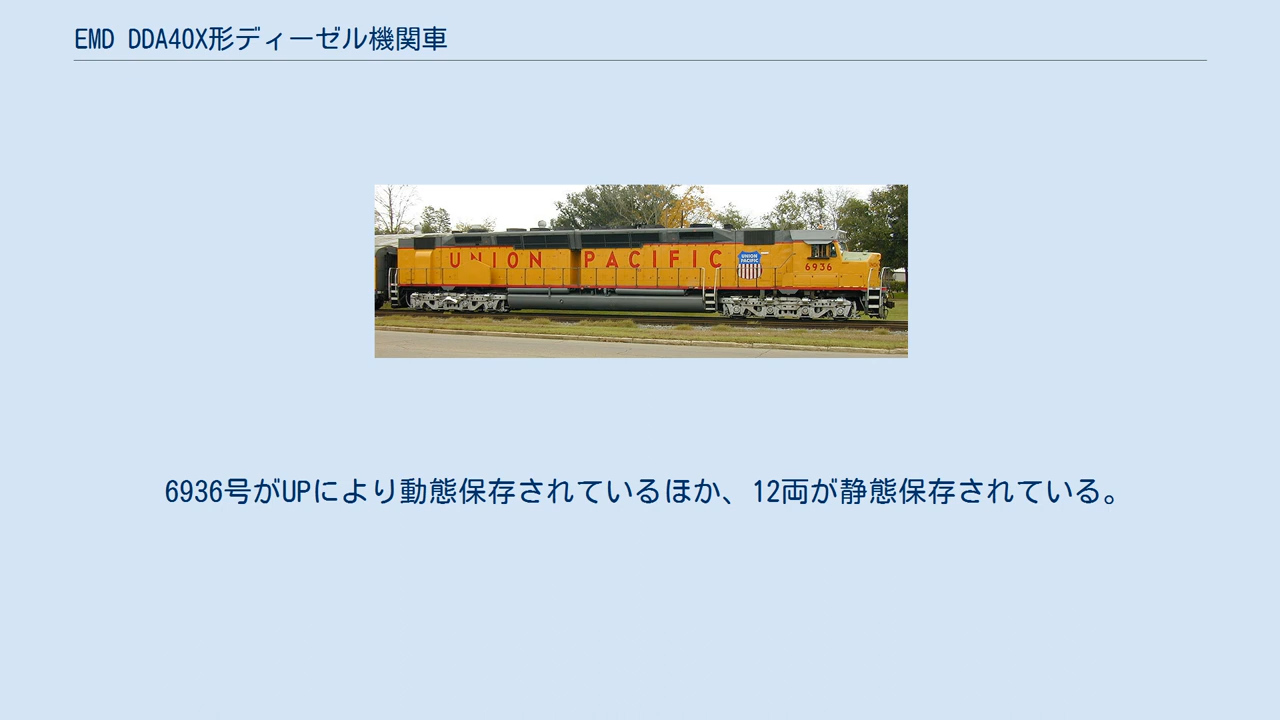 EMD DDA40X形ディーゼル機関車
UNION PACIFIC
UNION
PACIFIC
6936
6936号がUPにより動態保存されているほか、12両が静態保存されている。